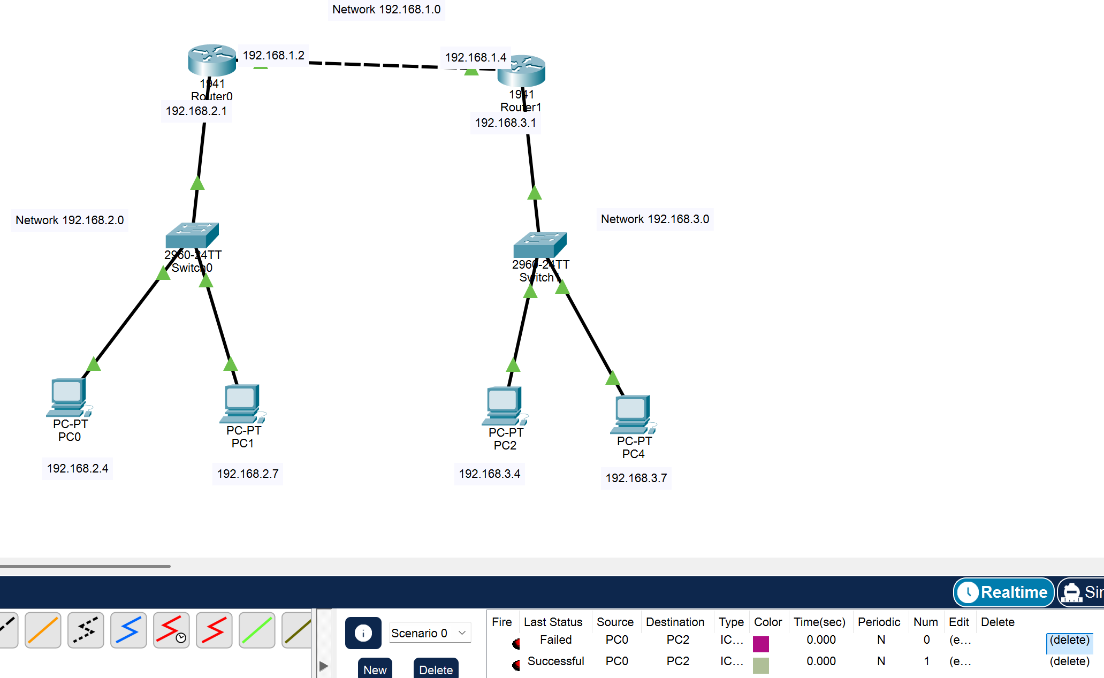 Network 192.168.1.0
192.168.1.2
192.168.1.4
1941
Router0
192.168.2.1
1941
Router1
192.168.3.1
Network 192.168.2.0
Network 192.168.3.0
2960-24TT
Switch0
2960-24TT
Switch
PC-PT
PC0
PC-PT
PC1
PC-PT
PC2
PC-PT
PC4
192.168.2.4
192.168.2.7
192.168.3.4
192.168.3.7
Realtime
Scenario 0
New Delete
Fire Last Status Source Destination Type Color Time(sec) Periodic Num Edit Delete
Failed PC0 PC2 IC... 0.000 N 0 (e... (delete)
Successful PC0 PC2 IC... 0.000 N 1 (e... (delete)